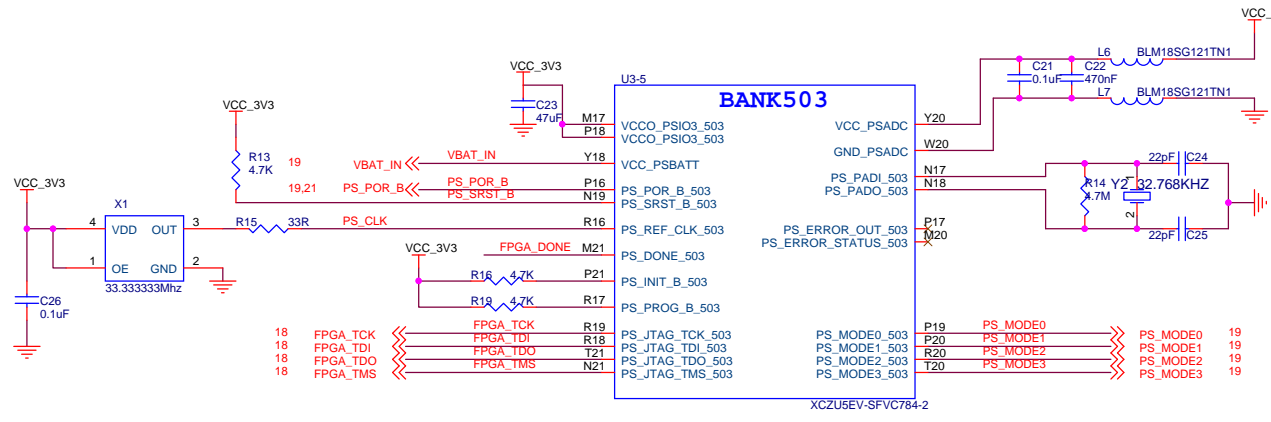 VCC_
L6 BLM18SG121TN1
C21
0.1uF
C22
470nF
L7 BLM18SG121TN1
U3-5
BANK503
VCC_3V3
C23
47uF
M17 VCCO_PSIO3_503
P18 VCCO_PSIO3_503
VCC_PSADC Y20
GND_PSADC W20
VCC_3V3
R13
4.7K
19 VBAT_IN VBAT_IN Y18 VCC_PSBATT
19,21 PS_POR_B PS_POR_B P16 PS_POR_B_503
PS_SRST_B N19 PS_SRST_B_503
PS_PADI_503 N17
PS_PADO_503 N18
22pF C24
R14
4.7M
Y2_32.768KHZ
1
2
22pF C25
VCC_3V3
X1
4 VDD OUT 3
1 OE GND 2
33.333333Mhz
C26
0.1uF
R15 33R PS_CLK R16 PS_REF_CLK_503
PS_ERROR_OUT_503 P17
PS_ERROR_STATUS_503 M20
VCC_3V3
FPGA_DONE M21 PS_DONE_503
R16 4.7K P21 PS_INIT_B_503
R19 4.7K R17 PS_PROG_B_503
18 FPGA_TCK FPGA_TCK R19 PS_JTAG_TCK_503
18 FPGA_TDI FPGA_TDI R18 PS_JTAG_TDI_503
18 FPGA_TDO FPGA_TDO T21 PS_JTAG_TDO_503
18 FPGA_TMS FPGA_TMS N21 PS_JTAG_TMS_503
PS_MODE0_503 P19 PS_MODE0 PS_MODE0 19
PS_MODE1_503 P20 PS_MODE1 PS_MODE1 19
PS_MODE2_503 R20 PS_MODE2 PS_MODE2 19
PS_MODE3_503 T20 PS_MODE3 PS_MODE3 19
XCZU5EV-SFVC784-2